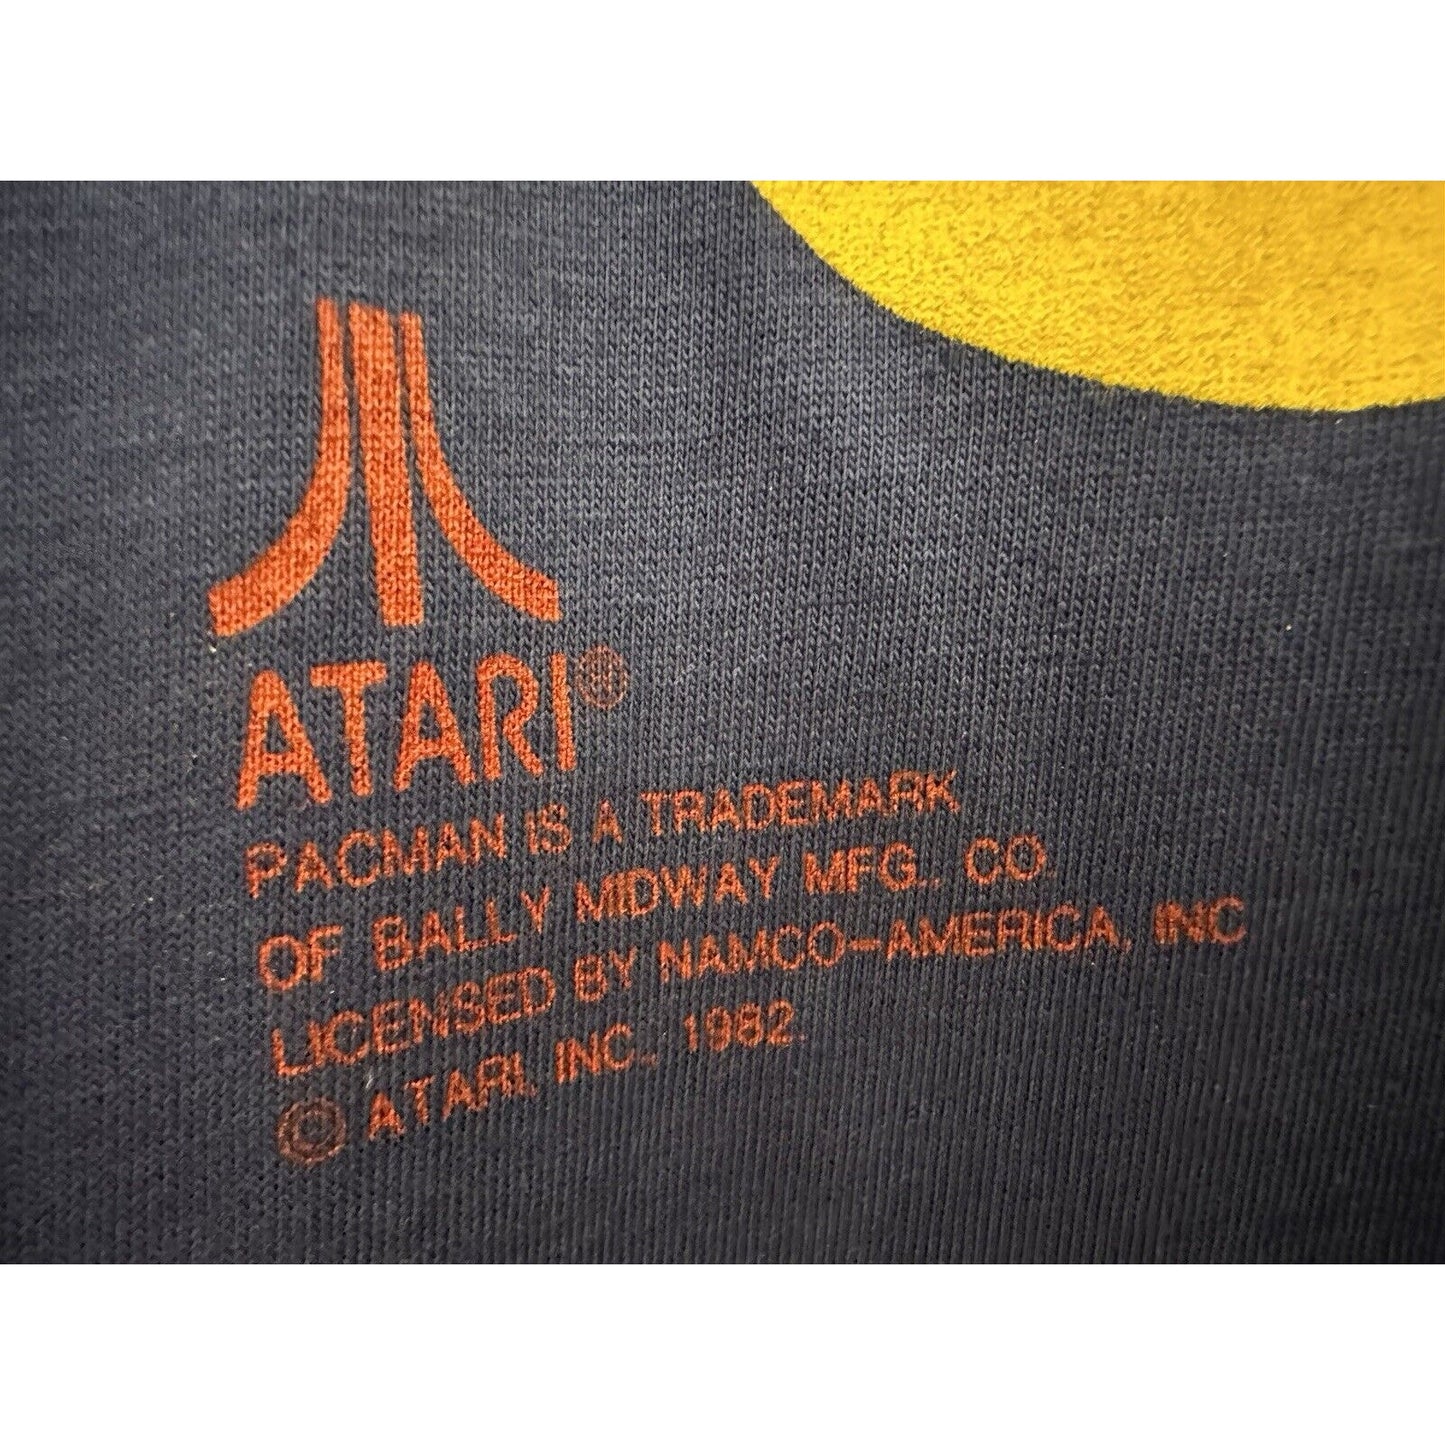 ATARI®
PACMAN IS A TRADEMARK
OF BALLY MIDWAY MFG., CO.
LICENSED BY NAMCO-AMERICA, INC
© ATARI, INC., 1982.